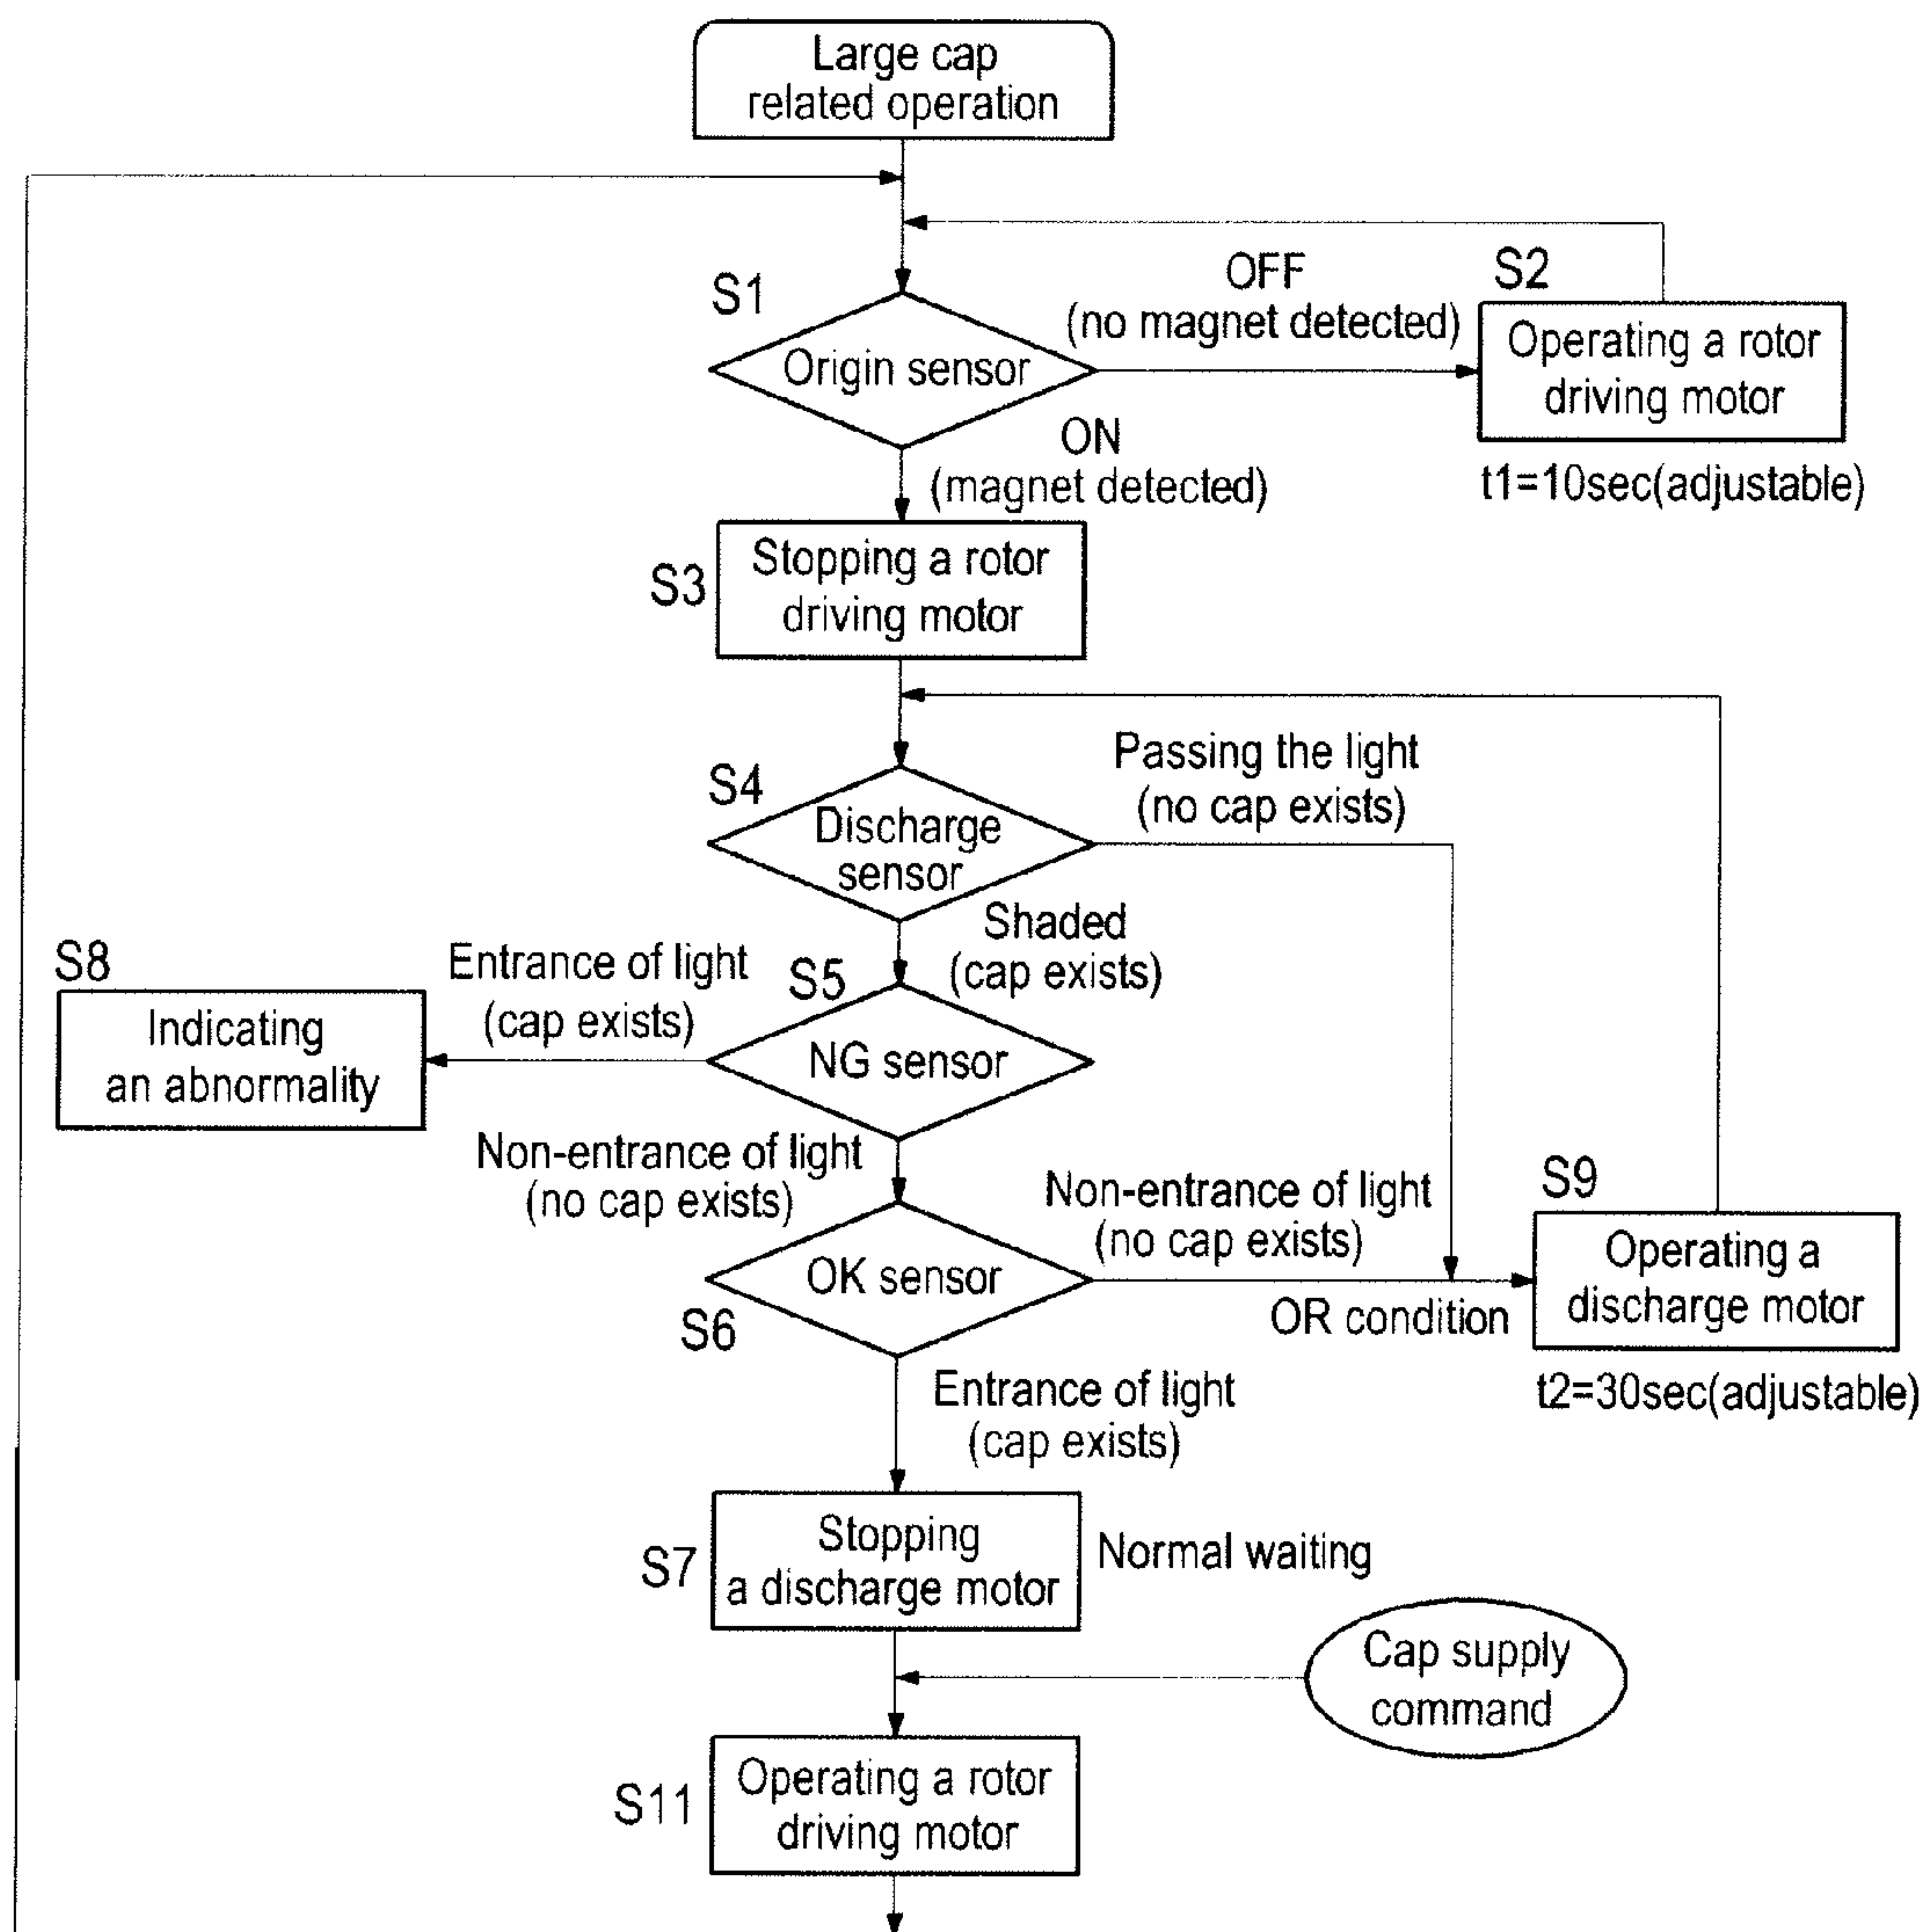 Large cap
related operation
S1
Origin sensor
OFF
(no magnet detected)
S2
Operating a rotor
driving motor
t1=10sec(adjustable)
ON
(magnet detected)
S3
Stopping a rotor
driving motor
S4
Discharge
sensor
Passing the light
(no cap exists)
Shaded
(cap exists)
S8
Indicating
an abnormality
Entrance of light
(cap exists)
S5
NG sensor
Non-entrance of light
(no cap exists)
OK sensor
S6
Non-entrance of light
(no cap exists)
OR condition
S9
Operating a
discharge motor
t2=30sec(adjustable)
Entrance of light
(cap exists)
S7
Stopping
a discharge motor
Normal waiting
Cap supply
command
S11
Operating a rotor
driving motor